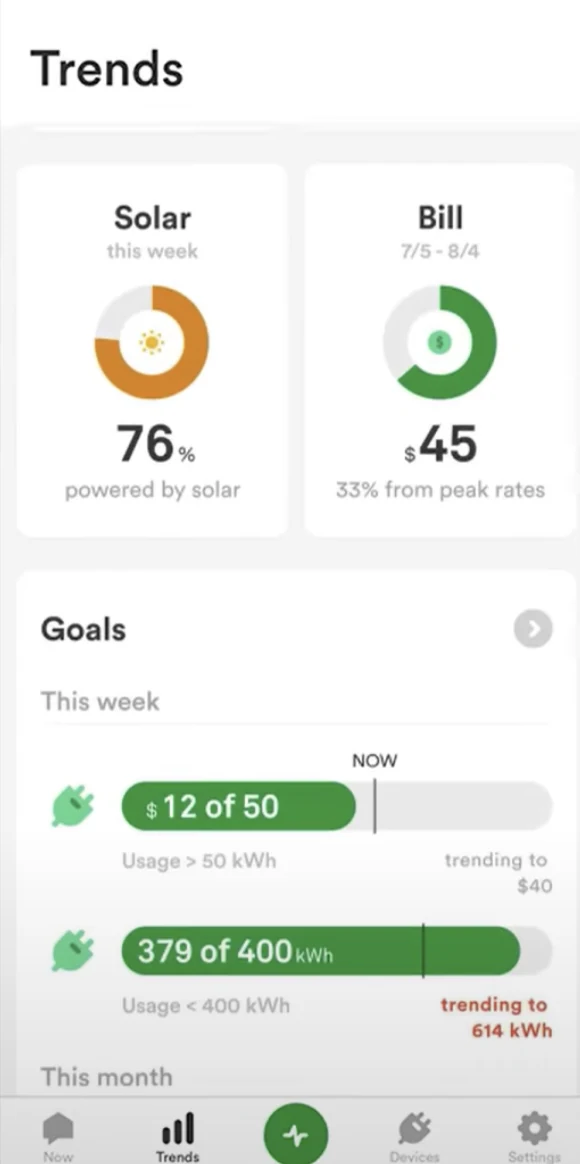 Trends
Solar
this week
76%
powered by solar
Bill
7/5 - 8/4
$
$45
33% from peak rates
Goals
This week
NOW
$12 of 50
Usage > 50 kWh
trending to
$40
379 of 400 kWh
Usage < 400 kWh
trending to
614 kWh
This month
Now
Trends
Devices
Settings